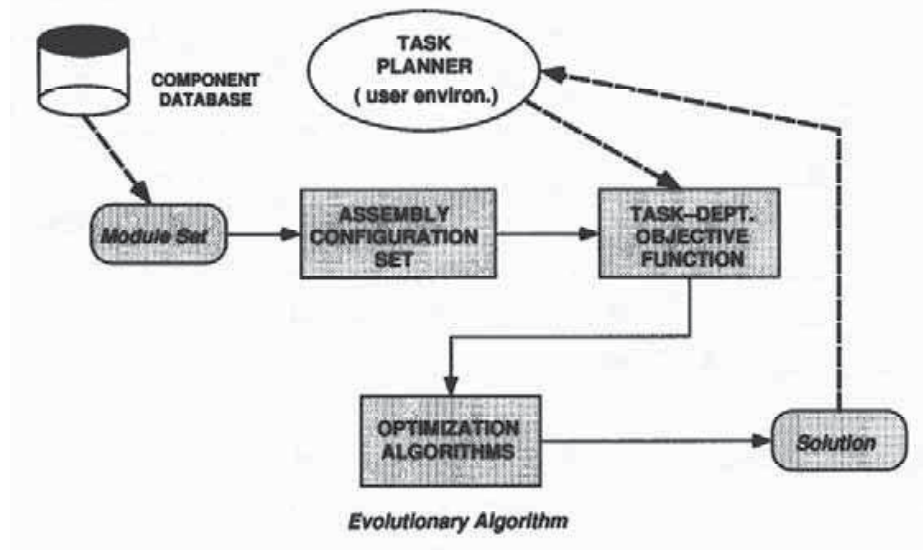 COMPONENT
DATABASE
TASK
PLANNER
( user environ.)
Module Set
ASSEMBLY
CONFIGURATION
SET
TASK–DEPT.
OBJECTIVE
FUNCTION
OPTIMIZATION
ALGORITHMS
Solution
Evolutionary Algorithm